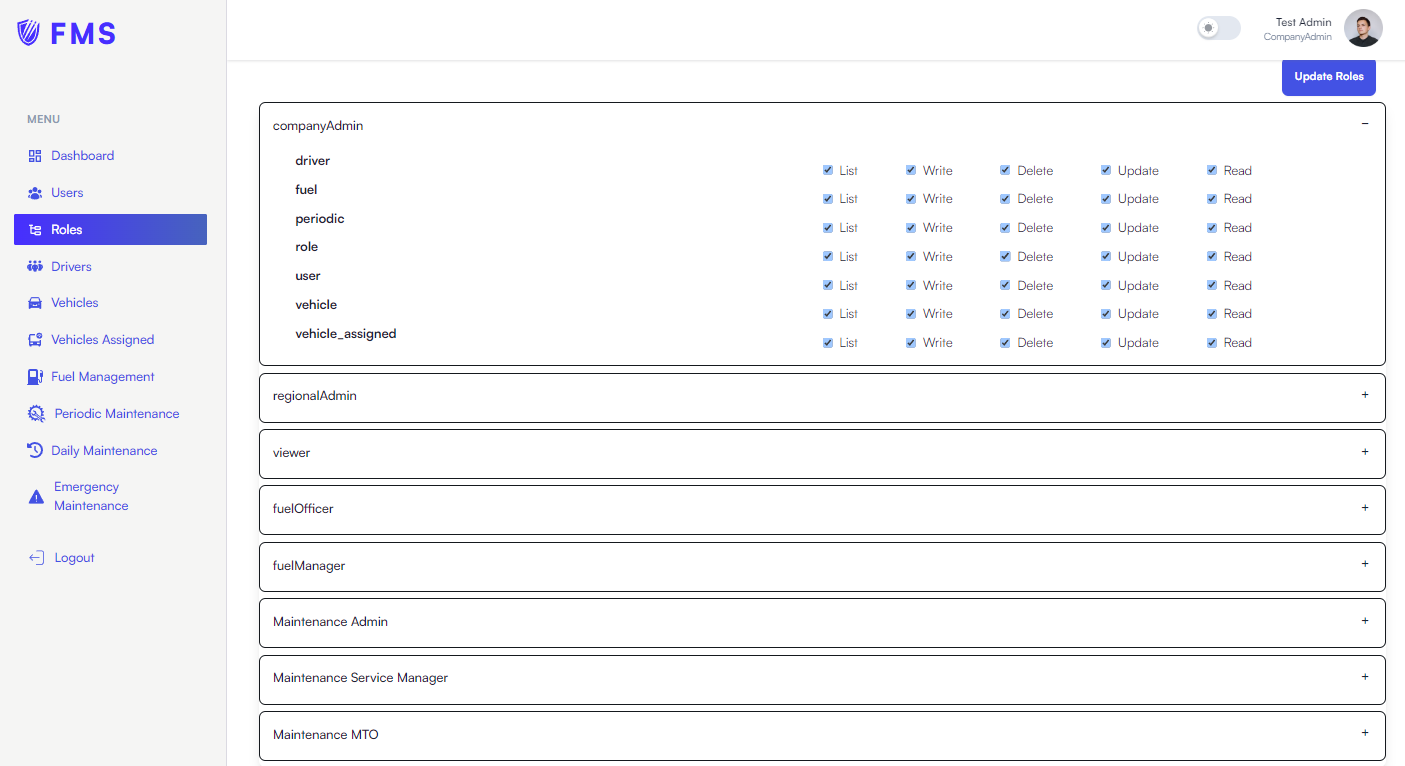 FMS
Test Admin
CompanyAdmin
Update Roles
MENU
Dashboard
Users
Roles
Drivers
Vehicles
Vehicles Assigned
Fuel Management
Periodic Maintenance
Daily Maintenance
Emergency
Maintenance
Logout
companyAdmin −
driver List Write Delete Update Read
fuel List Write Delete Update Read
periodic List Write Delete Update Read
role List Write Delete Update Read
user List Write Delete Update Read
vehicle List Write Delete Update Read
vehicle_assigned List Write Delete Update Read
regionalAdmin +
viewer +
fuelOfficer +
fuelManager +
Maintenance Admin +
Maintenance Service Manager +
Maintenance MTO +